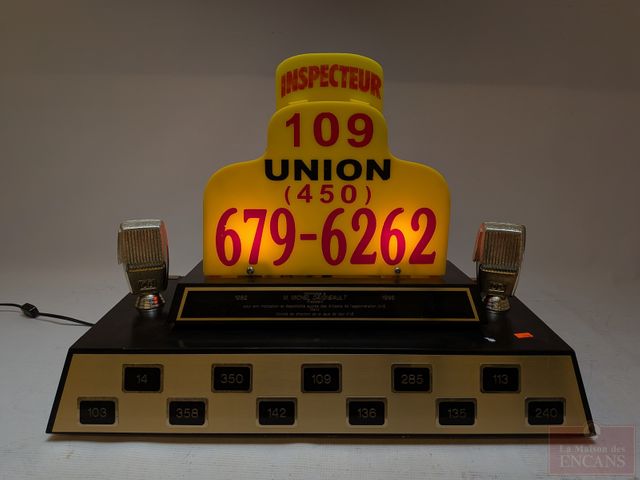 INSPECTEUR
109
UNION
(450)
679-6262
14 350 109 285 113
103 358 142 136 135 240
La Maison des
ENCANS